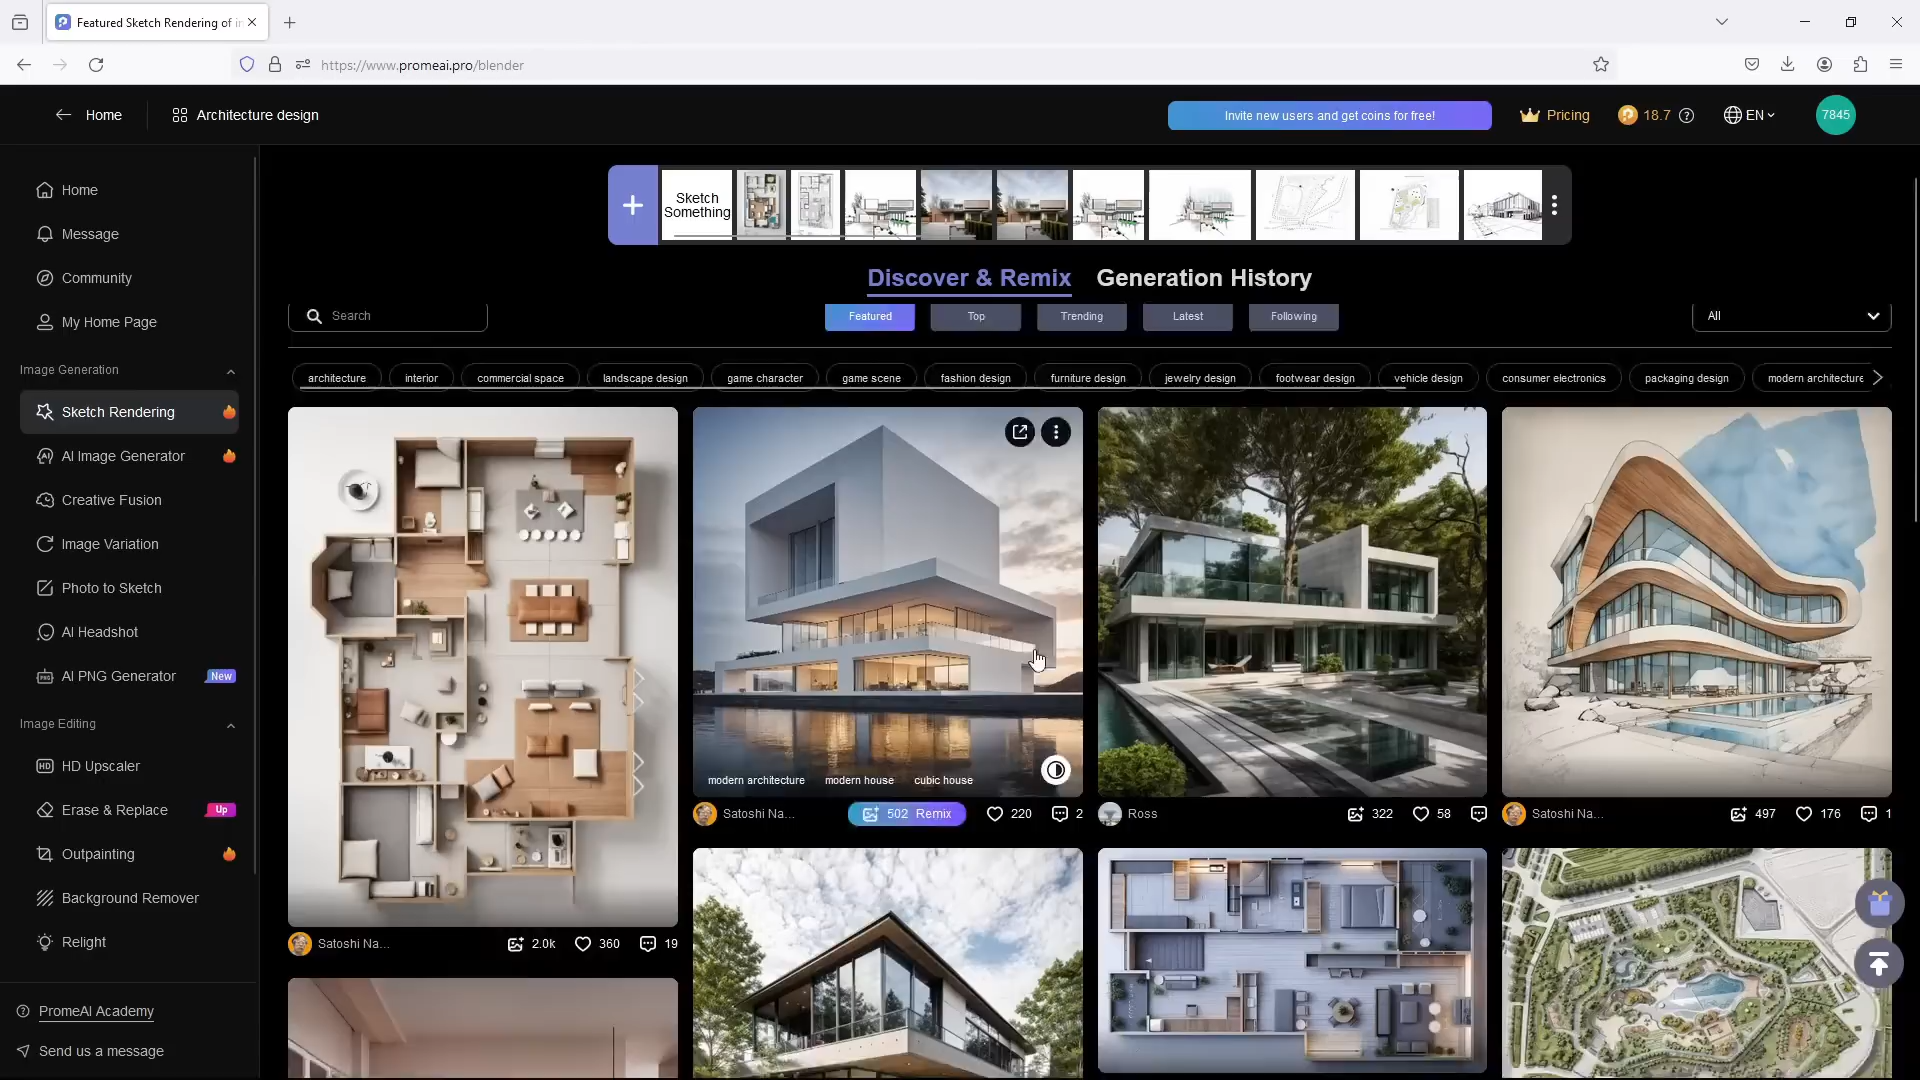 Featured Sketch Rendering of in
https://www.promeai.pro/blender
Home
Architecture design
Invite new users and get coins for free!
Pricing
18.7
EN
7845
Home
Message
Community
My Home Page
Image Generation
Sketch Rendering
AI Image Generator
Creative Fusion
Image Variation
Photo to Sketch
AI Headshot
AI PNG Generator
New
Image Editing
HD Upscaler
Erase & Replace
Up
Outpainting
Background Remover
Relight
PromeAI Academy
Send us a message
Sketch
Something
Discover & Remix
Generation History
Search
Featured
Top
Trending
Latest
Following
All
architecture
interior
commercial space
landscape design
game character
game scene
fashion design
furniture design
jewelry design
footwear design
vehicle design
consumer electronics
packaging design
modern architecture
modern architecture
modern house
cubic house
Satoshi Na...
502 Remix
220
2
Ross
322
58
Satoshi Na...
497
176
1
Satoshi Na...
2.0k
360
19